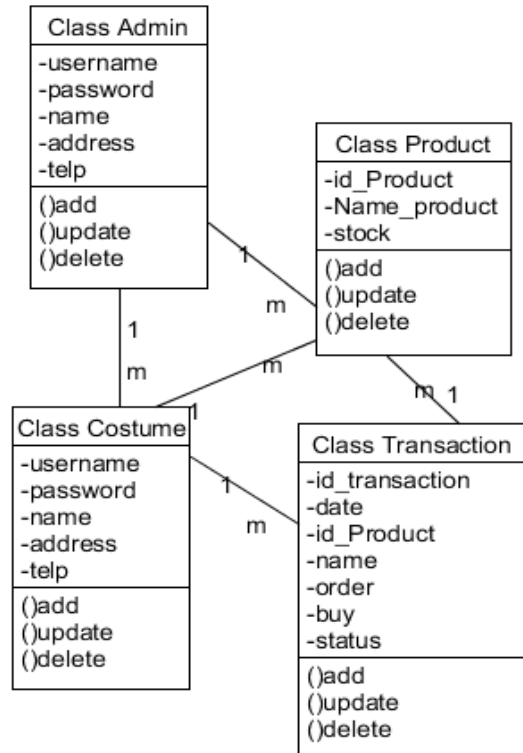 Class Admin
-username
-password
-name
-address
-telp
()add
()update
()delete
Class Product
-id_Product
-Name_product
-stock
()add
()update
()delete
1
m
1
m
m
1
m
1
1
m
Class Costume
-username
-password
-name
-address
-telp
()add
()update
()delete
Class Transaction
-id_transaction
-date
-id_Product
-name
-order
-buy
-status
()add
()update
()delete